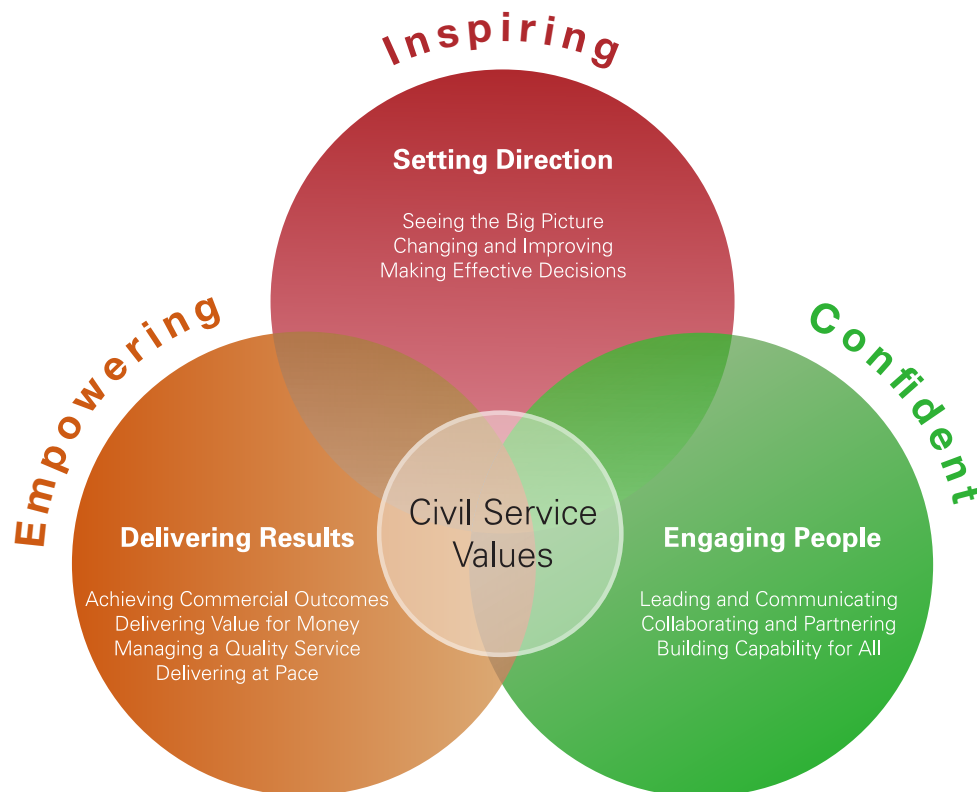 Inspiring
Setting Direction
Seeing the Big Picture
Changing and Improving
Making Effective Decisions
Empowering
Confident
Civil Service
Values
Delivering Results
Achieving Commercial Outcomes
Delivering Value for Money
Managing a Quality Service
Delivering at Pace
Engaging People
Leading and Communicating
Collaborating and Partnering
Building Capability for All